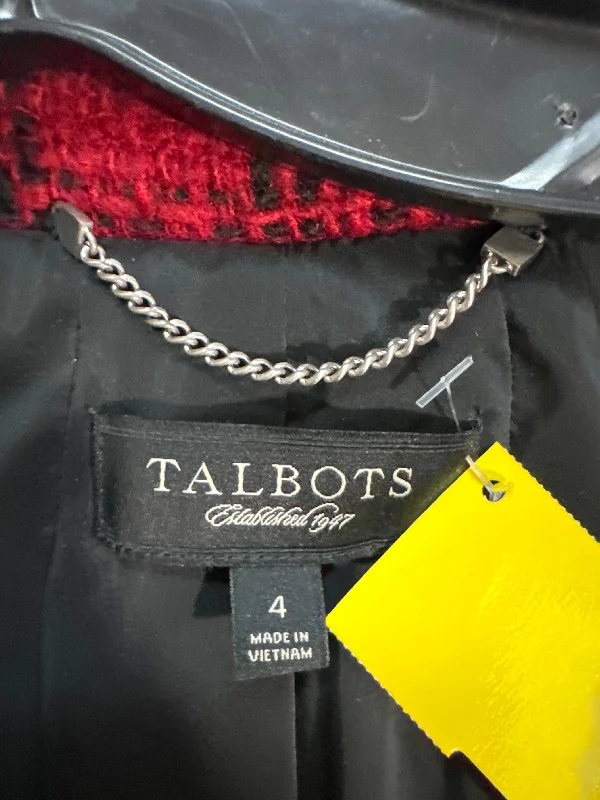 TALBOTS
Established 1947
4
MADE IN
VIETNAM